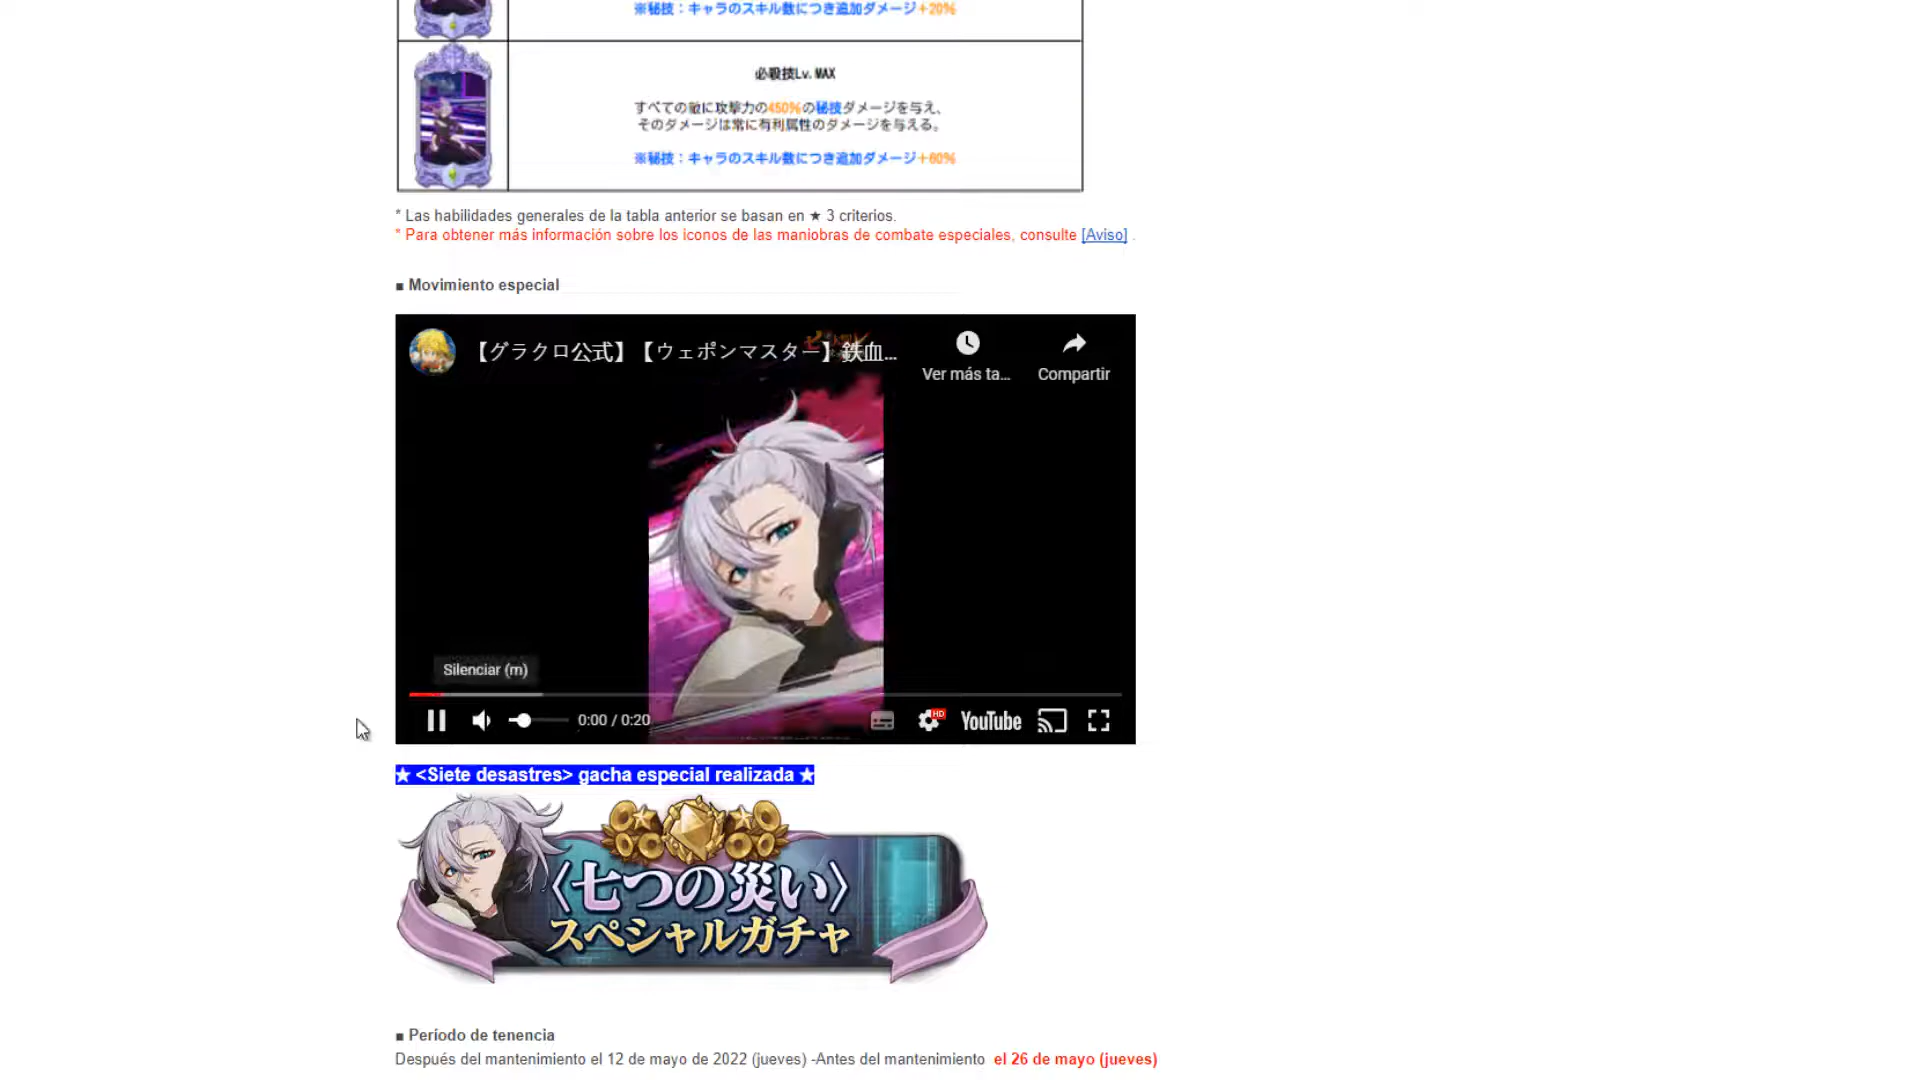 ※秘技：キャラのスキル数につき追加ダメージ+20%
必殺技Lv. MAX
すべての敵に攻撃力の450%の秘技ダメージを与え、
そのダメージは常に有利属性のダメージを与える。
※秘技：キャラのスキル数につき追加ダメージ+60%
* Las habilidades generales de la tabla anterior se basan en ★ 3 criterios.
* Para obtener más información sobre los iconos de las maniobras de combate especiales, consulte [Aviso] .
■ Movimiento especial
【グラクロ公式】【ウェポンマスター】鉄血...
Ver más ta...
Compartir
Silenciar (m)
0:00 / 0:20
HD
YouTube
★ <Siete desastres> gacha especial realizada ★
〈七つの災い〉
スペシャルガチャ
■ Período de tenencia
Después del mantenimiento el 12 de mayo de 2022 (jueves) -Antes del mantenimiento el 26 de mayo (jueves)